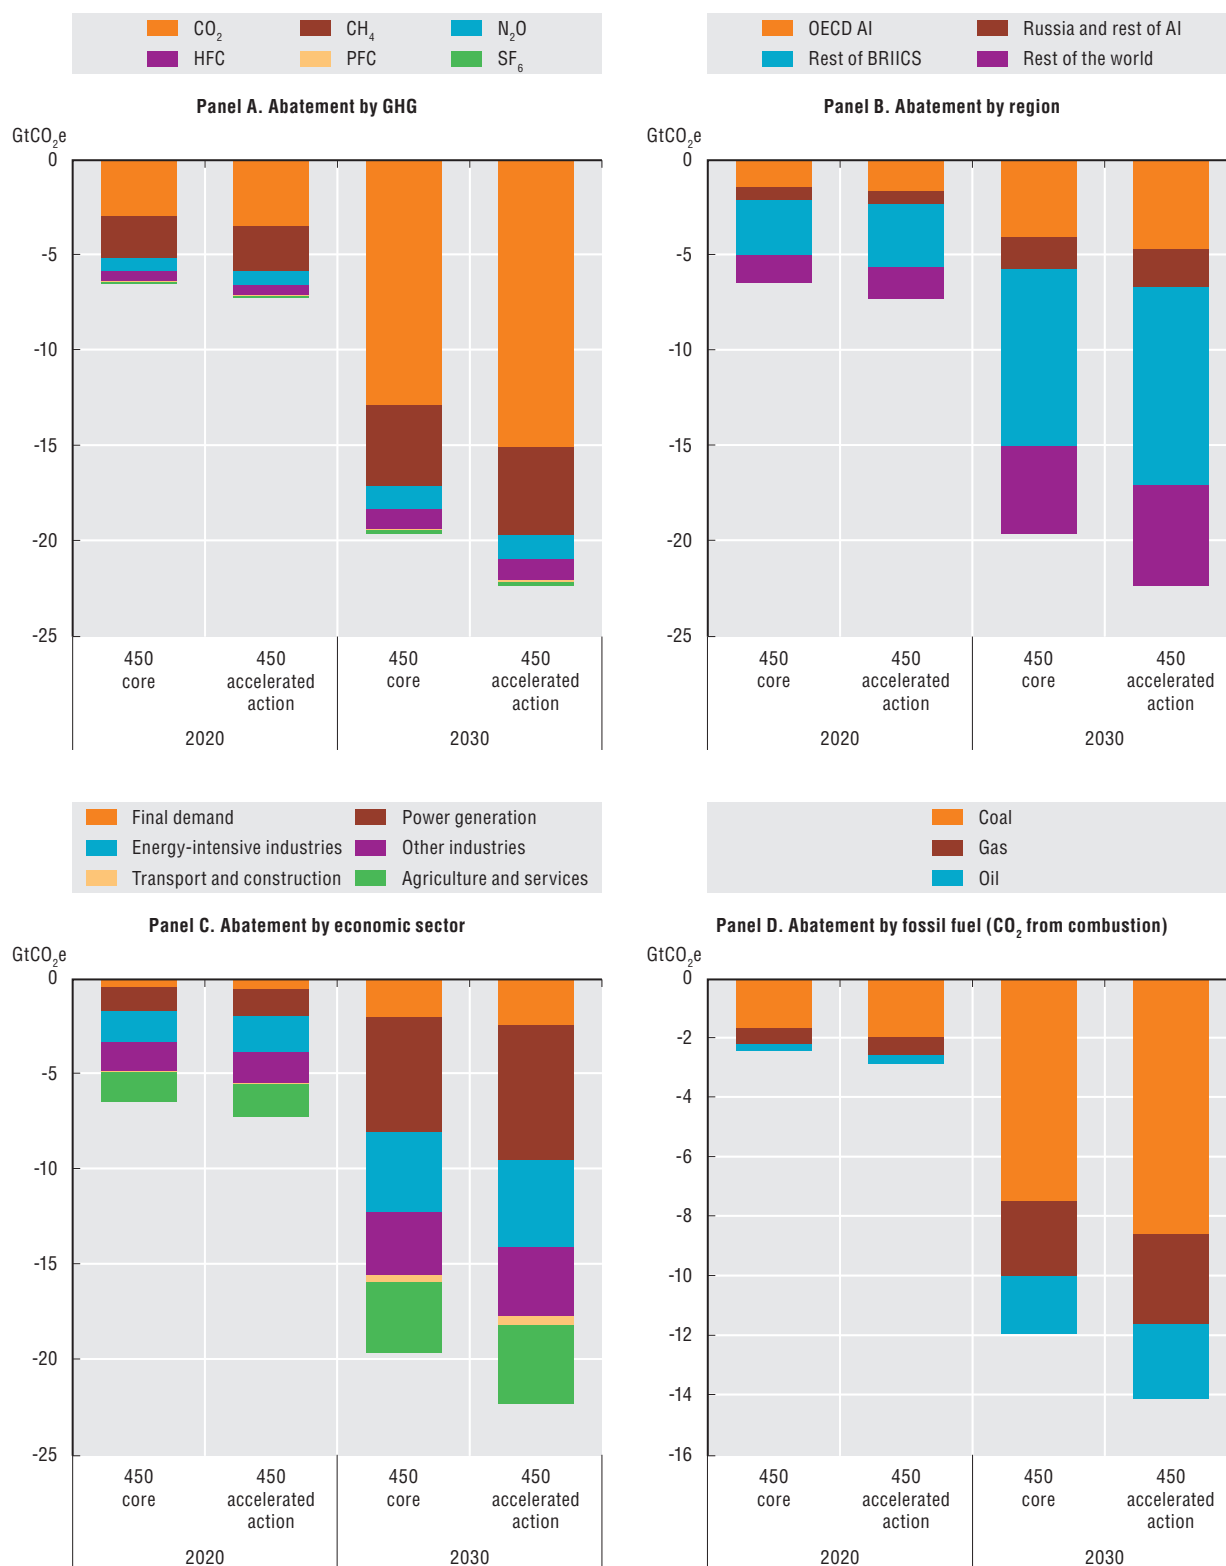 CO2 CH4 N2O
HFC PFC SF6
Panel A. Abatement by GHG
GtCO2e
0
-5
-10
-15
-20
-25
450 450 450 450
core accelerated core accelerated
action action
2020 2030
OECD AI Russia and rest of AI
Rest of BRIICS Rest of the world
Panel B. Abatement by region
GtCO2e
0
-5
-10
-15
-20
-25
450 450 450 450
core accelerated core accelerated
action action
2020 2030
Final demand Power generation
Energy-intensive industries Other industries
Transport and construction Agriculture and services
Panel C. Abatement by economic sector
GtCO2e
0
-5
-10
-15
-20
-25
450 450 450 450
core accelerated core accelerated
action action
2020 2030
Coal
Gas
Oil
Panel D. Abatement by fossil fuel (CO2 from combustion)
GtCO2e
0
-2
-4
-6
-8
-10
-12
-14
-16
450 450 450 450
core accelerated core accelerated
action action
2020 2030